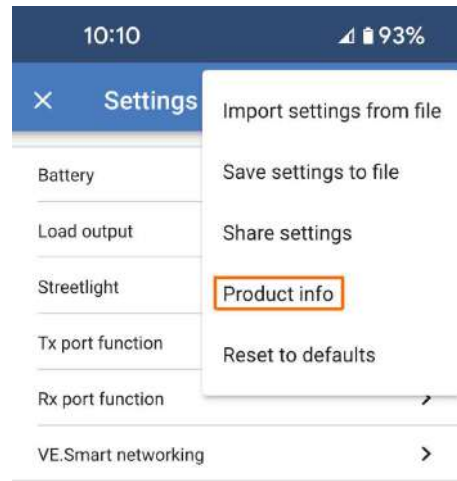 10:10 93%
Settings
Import settings from file
Battery
Save settings to file
Load output
Share settings
Streetlight
Product info
Tx port function
Reset to defaults
Rx port function
VE.Smart networking